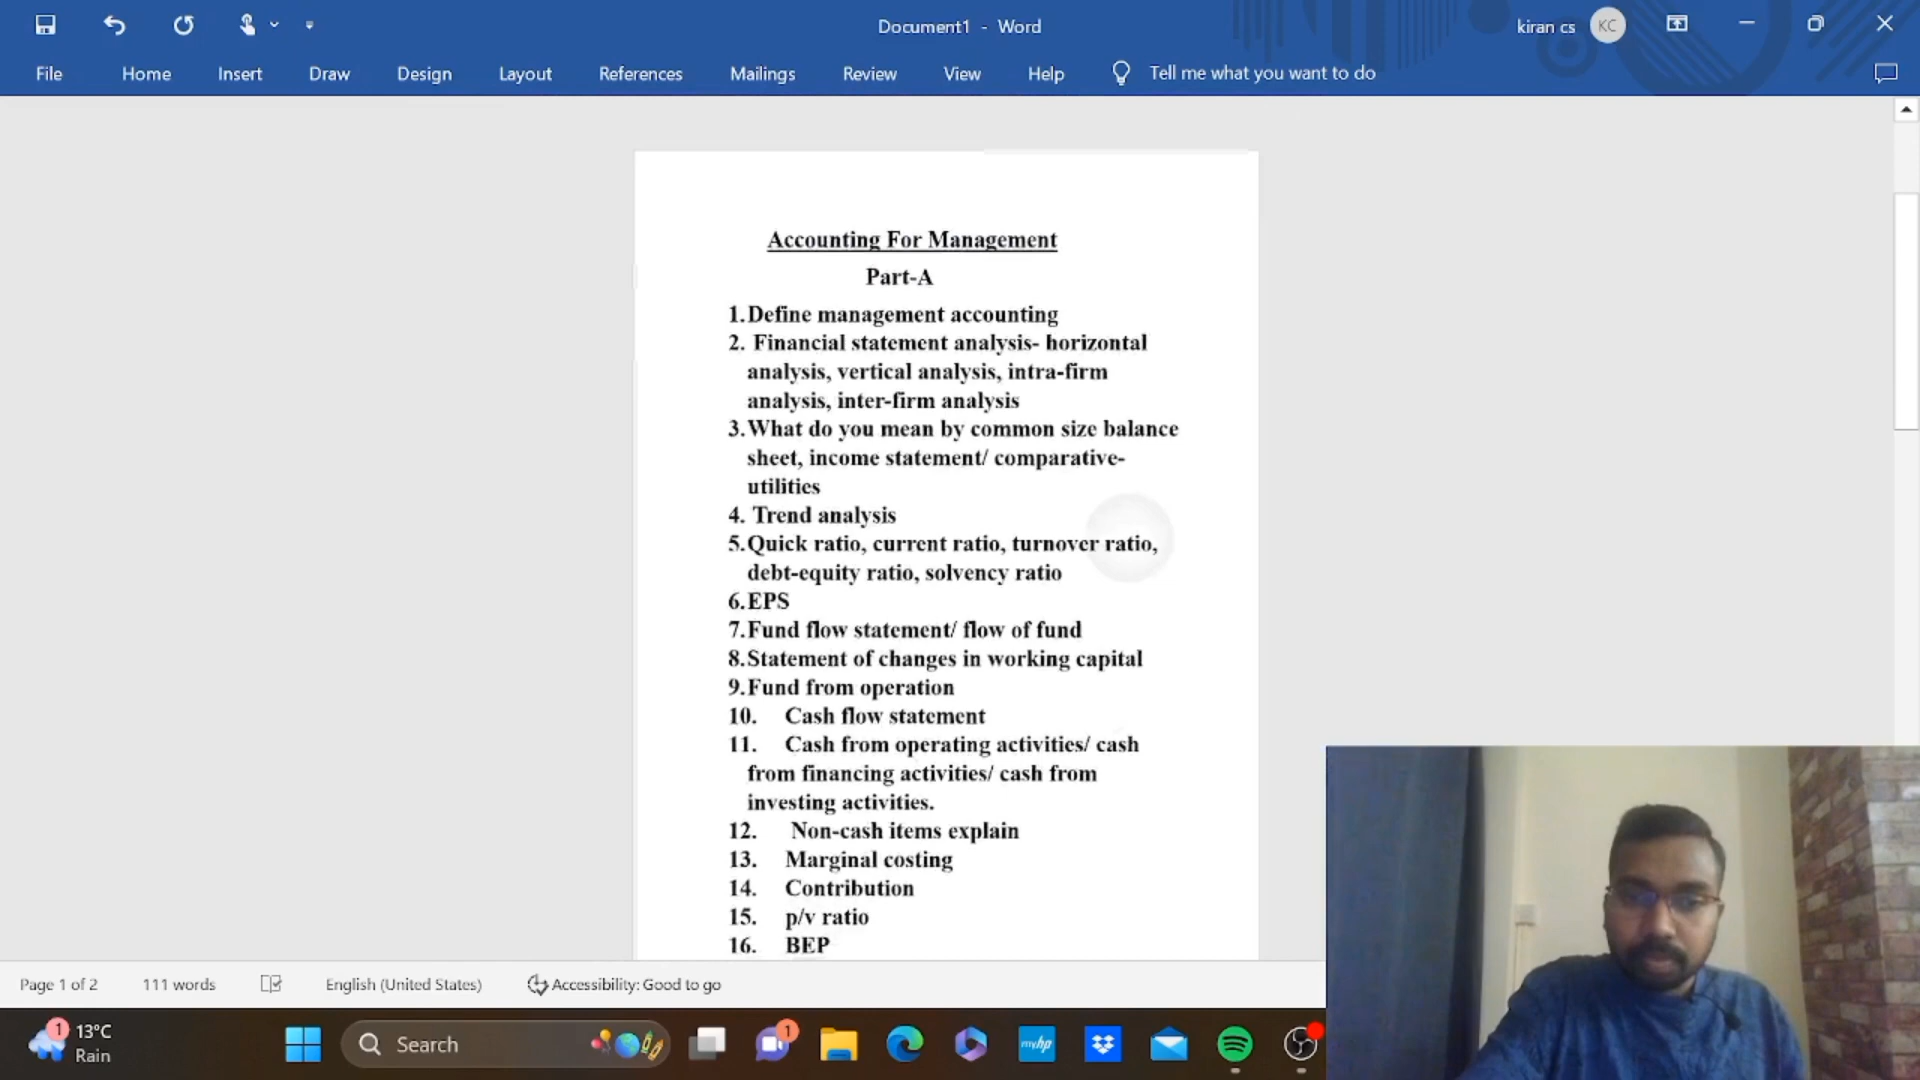 Document1 - Word
kiran cs
KC
File Home Insert Draw Design Layout References Mailings Review View Help Tell me what you want to do
Accounting For Management
Part-A
1. Define management accounting
2. Financial statement analysis- horizontal
analysis, vertical analysis, intra-firm
analysis, inter-firm analysis
3. What do you mean by common size balance
sheet, income statement/ comparative-
utilities
4. Trend analysis
5. Quick ratio, current ratio, turnover ratio,
debt-equity ratio, solvency ratio
6. EPS
7. Fund flow statement/ flow of fund
8. Statement of changes in working capital
9. Fund from operation
10. Cash flow statement
11. Cash from operating activities/ cash
from financing activities/ cash from
investing activities.
12. Non-cash items explain
13. Marginal costing
14. Contribution
15. p/v ratio
16. BEP
Page 1 of 2 111 words English (United States) Accessibility: Good to go
1 13°C
Rain
Search
1
myhp